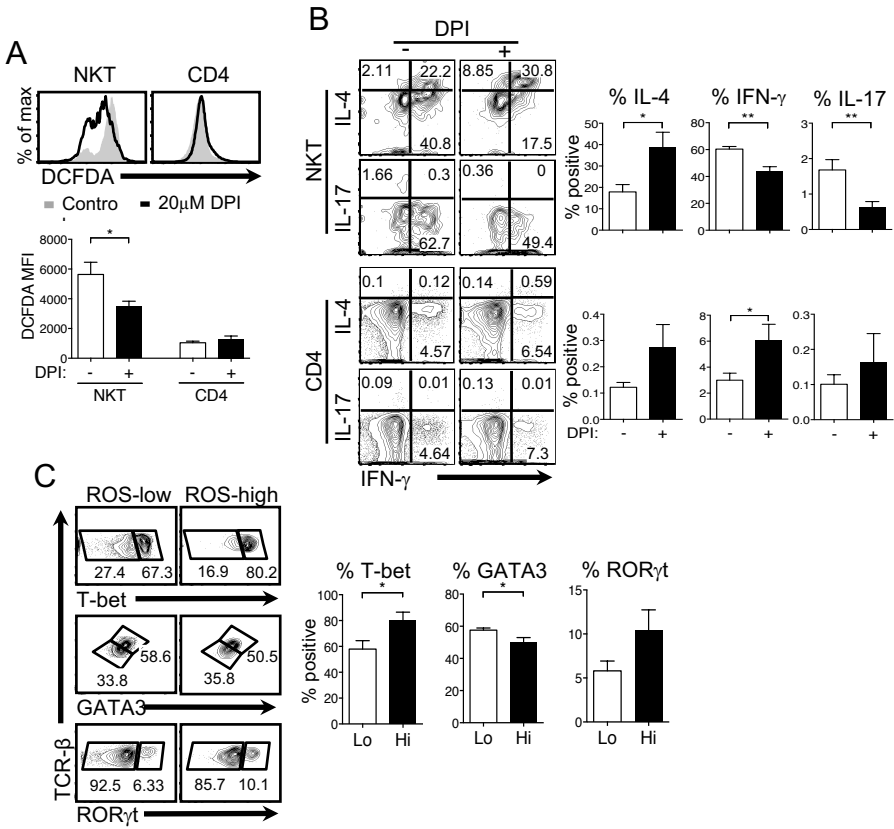 A
NKT CD4
% of max
DCFDA
Contro 20μM DPI
DCFDA MFI
8000
6000
4000
2000
0
*
DPI: - + - +
NKT CD4
B
DPI
- +
NKT
IL-4
2.11 22.2 8.85 30.8
40.8 17.5
IL-17
1.66 0.3 0.36 0
62.7 49.4
CD4
IL-4
0.1 0.12 0.14 0.59
4.57 6.54
IL-17
0.09 0.01 0.13 0.01
4.64 7.3
IFN-γ
% IL-4 % IFN-γ % IL-17
% positive
50
40
30
20
10
0
*
100
80
60
40
20
0
**
3
2
1
0
**
% positive
0.4
0.3
0.2
0.1
0.0
8
6
4
2
0
*
0.3
0.2
0.1
0.0
DPI: - + - + - +
C
ROS-low ROS-high
27.4 67.3 16.9 80.2
T-bet
58.6 50.5
33.8 35.8
GATA3
92.5 6.33 85.7 10.1
RORγt
TCR-β
% T-bet % GATA3 % RORγt
% positive
100
80
60
40
20
0
*
80
60
40
20
0
*
15
10
5
0
Lo Hi Lo Hi Lo Hi